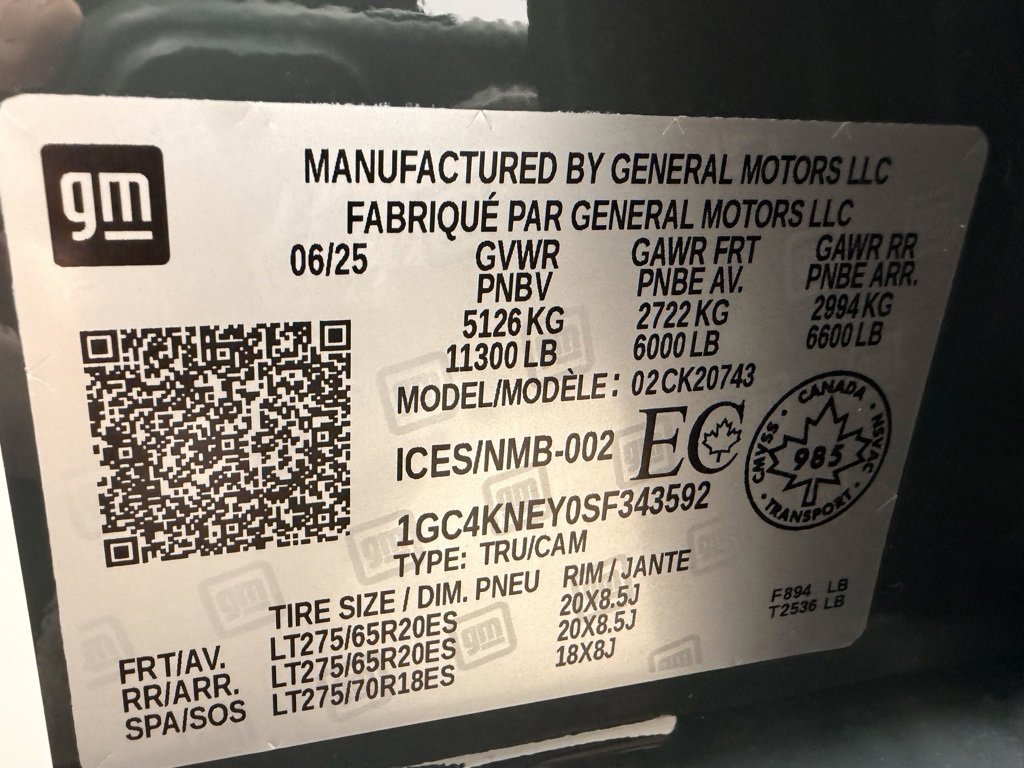 gm
MANUFACTURED BY GENERAL MOTORS LLC
FABRIQUÉ PAR GENERAL MOTORS LLC
06/25 GVWR GAWR FRT GAWR RR
PNBV PNBE AV. PNBE ARR.
5126 KG 2722 KG 2994 KG
11300 LB 6000 LB 6600 LB
MODEL/MODÈLE: 02CK20743
ICES/NMB-002 EC
CANADA
CMVSS NVAC
985
TRANSPORT
1GC4KNEY0SF343592
TYPE: TRU/CAM
TIRE SIZE / DIM. PNEU RIM / JANTE
FRT/AV. LT275/65R20ES 20X8.5J
RR/ARR. LT275/65R20ES 20X8.5J
SPA/SOS LT275/70R18ES 18X8J
F894 LB
T2536 LB